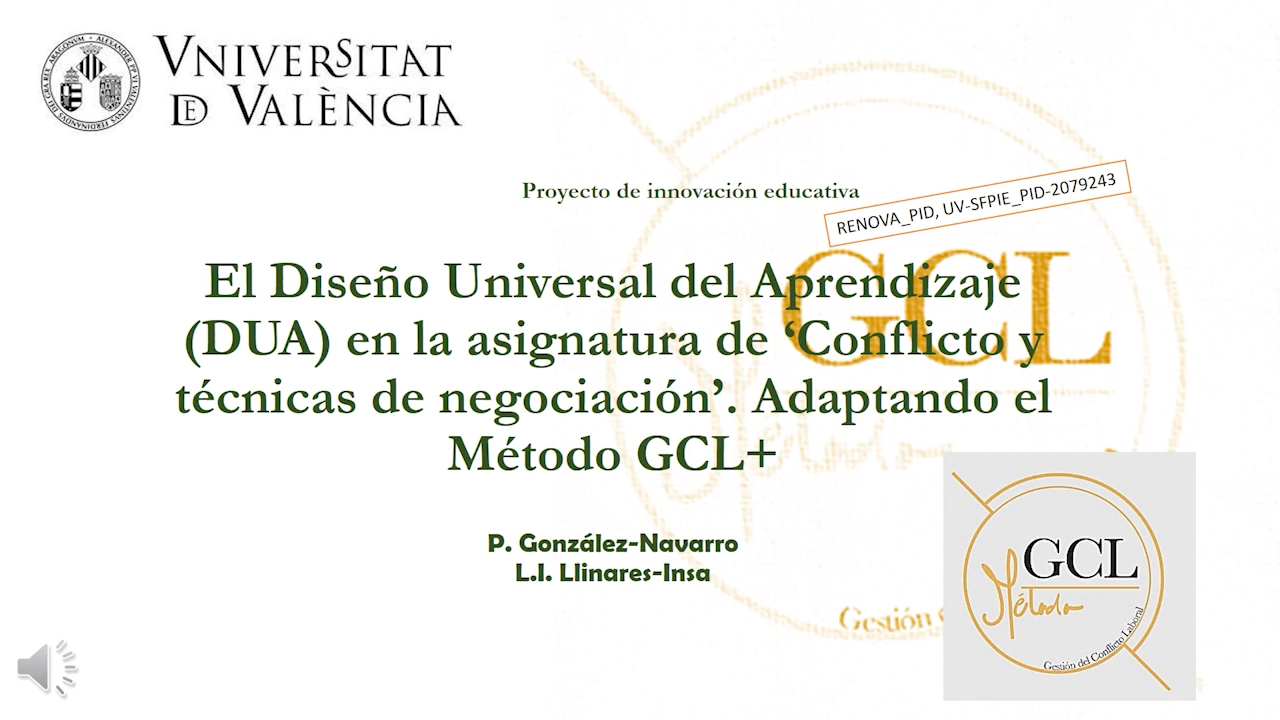 VNIVERSITAT
DE VALÈNCIA
Proyecto de innovación educativa
RENOVA_PID, UV-SFPIE_PID-2079243
El Diseño Universal del Aprendizaje
(DUA) en la asignatura de ‘Conflicto y
técnicas de negociación’. Adaptando el
Método GCL+
P. González-Navarro
L.I. Llinares-Insa
GCL
Gestión
GCL
Método
Gestión del Conflicto Laboral